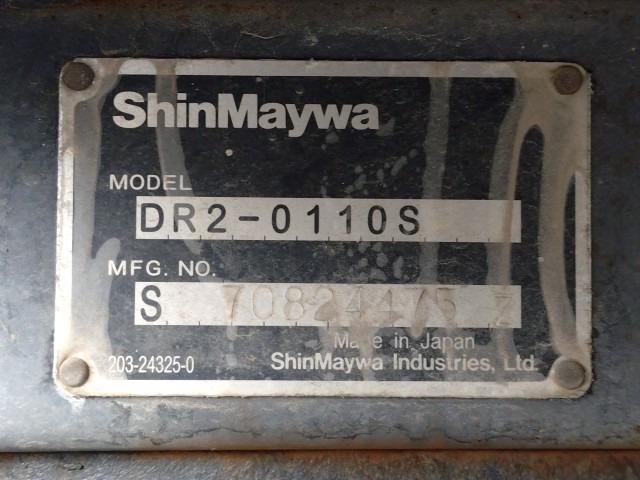 ShinMaywa
MODEL
DR2-0110S
MFG. NO.
S 70824475 Z
Made in Japan
203-24325-0
ShinMaywa Industries, Ltd.